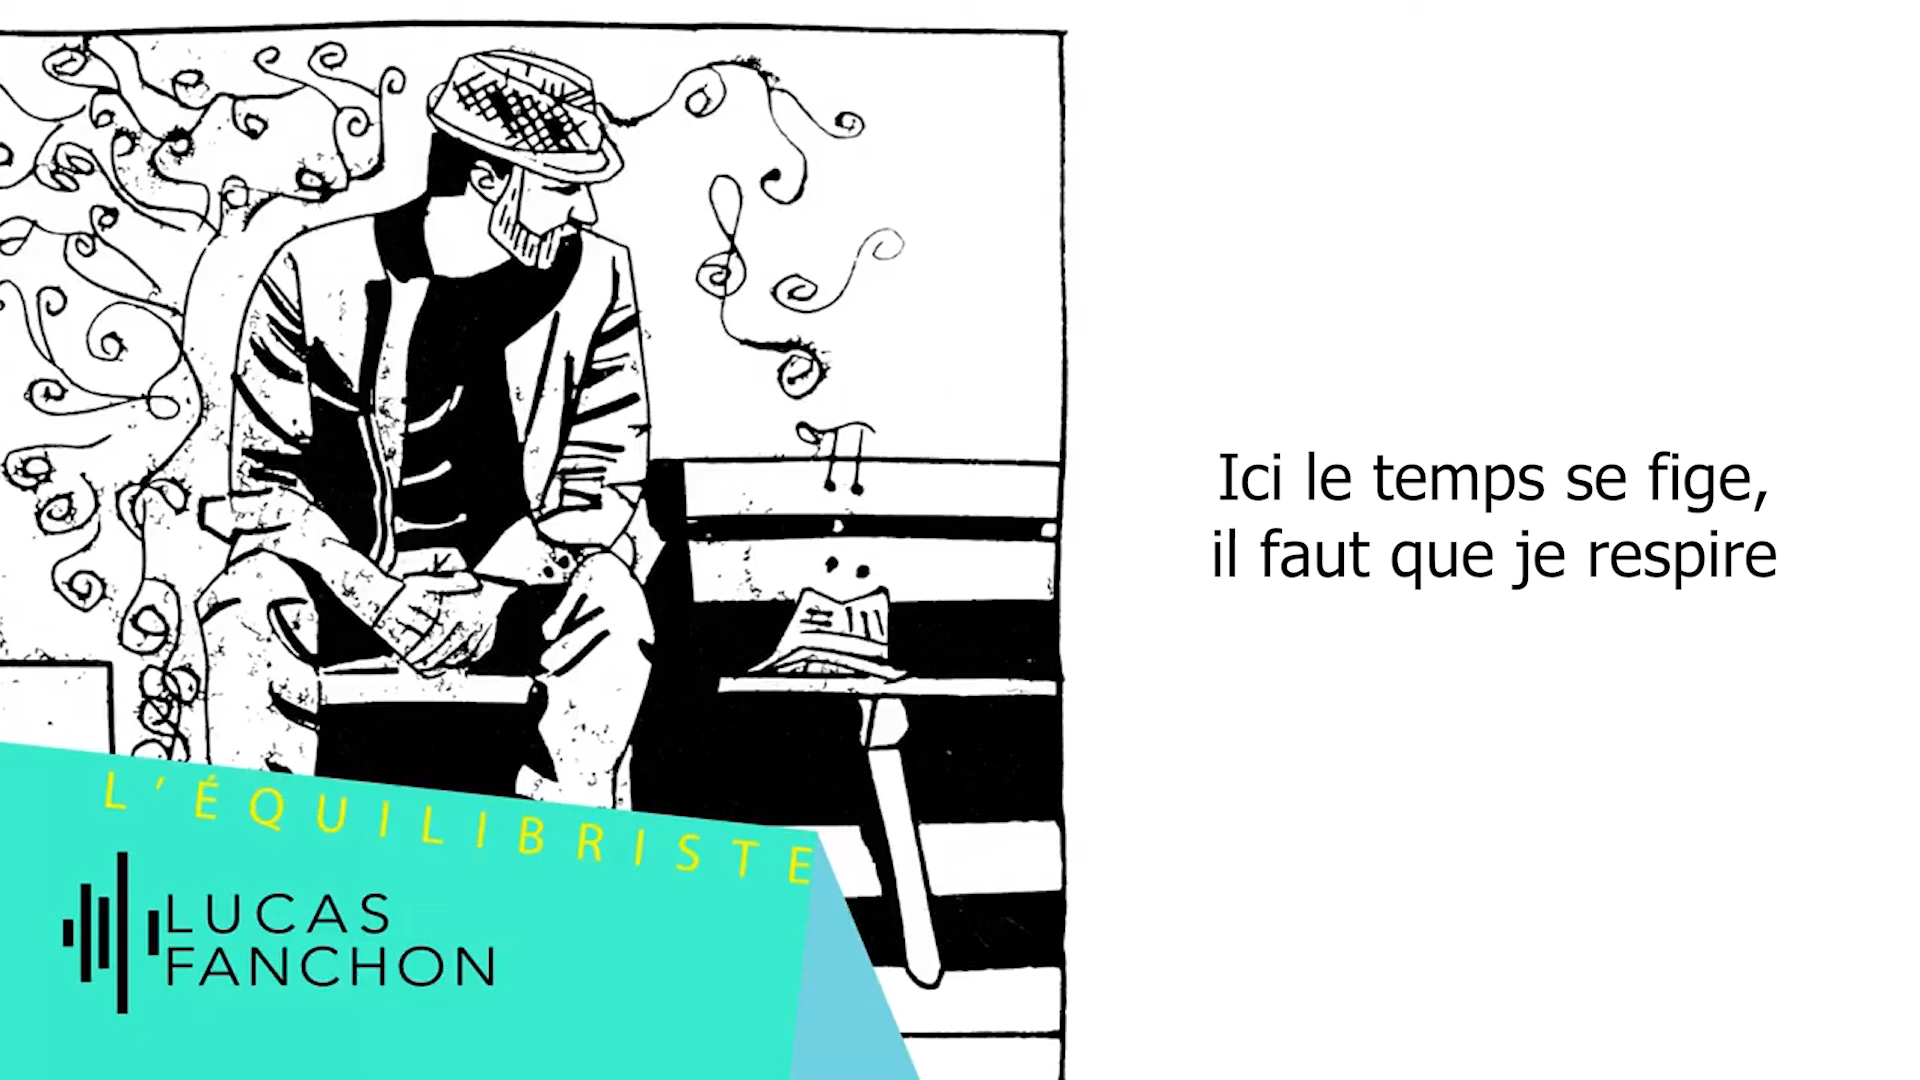 Ici le temps se fige,
il faut que je respire
L'ÉQUILIBRISTE
LUCAS
FANCHON